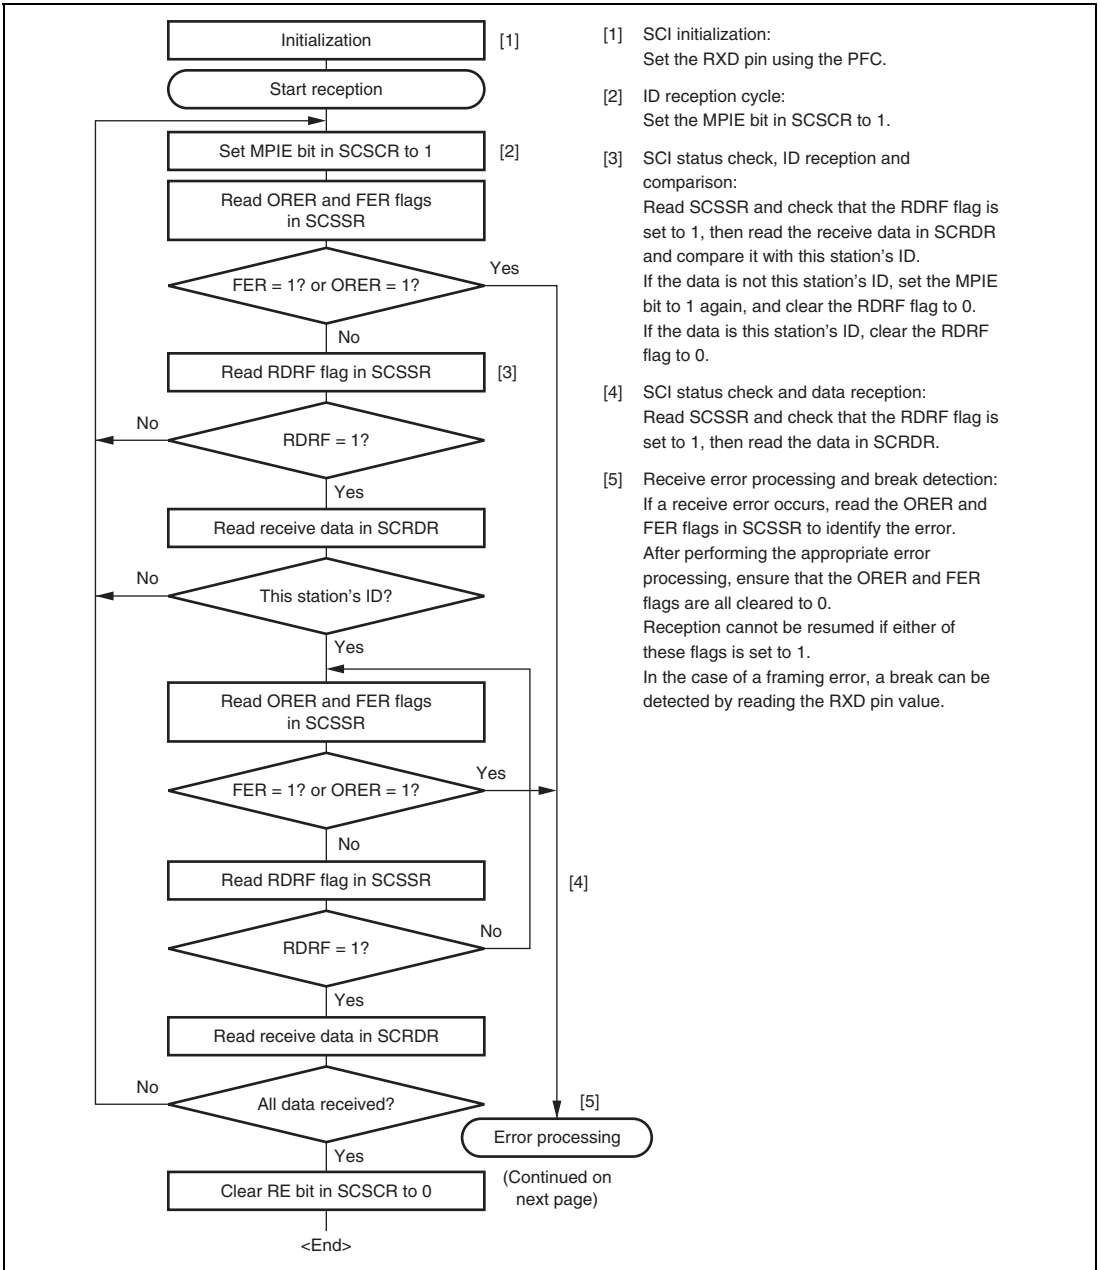 Initialization
[1]
Start reception
Set MPIE bit in SCSCR to 1
[2]
Read ORER and FER flags
in SCSSR
FER = 1? or ORER = 1?
Yes
No
Read RDRF flag in SCSSR
[3]
No
RDRF = 1?
Yes
Read receive data in SCRDR
No
This station's ID?
Yes
Read ORER and FER flags
in SCSSR
FER = 1? or ORER = 1?
Yes
No
Read RDRF flag in SCSSR
[4]
RDRF = 1?
No
Yes
Read receive data in SCRDR
No
All data received?
[5]
Error processing
(Continued on
next page)
Yes
Clear RE bit in SCSCR to 0
<End>
[1] SCI initialization:
Set the RXD pin using the PFC.
[2] ID reception cycle:
Set the MPIE bit in SCSCR to 1.
[3] SCI status check, ID reception and
comparison:
Read SCSSR and check that the RDRF flag is
set to 1, then read the receive data in SCRDR
and compare it with this station's ID.
If the data is not this station's ID, set the MPIE
bit to 1 again, and clear the RDRF flag to 0.
If the data is this station's ID, clear the RDRF
flag to 0.
[4] SCI status check and data reception:
Read SCSSR and check that the RDRF flag is
set to 1, then read the data in SCRDR.
[5] Receive error processing and break detection:
If a receive error occurs, read the ORER and
FER flags in SCSSR to identify the error.
After performing the appropriate error
processing, ensure that the ORER and FER
flags are all cleared to 0.
Reception cannot be resumed if either of
these flags is set to 1.
In the case of a framing error, a break can be
detected by reading the RXD pin value.